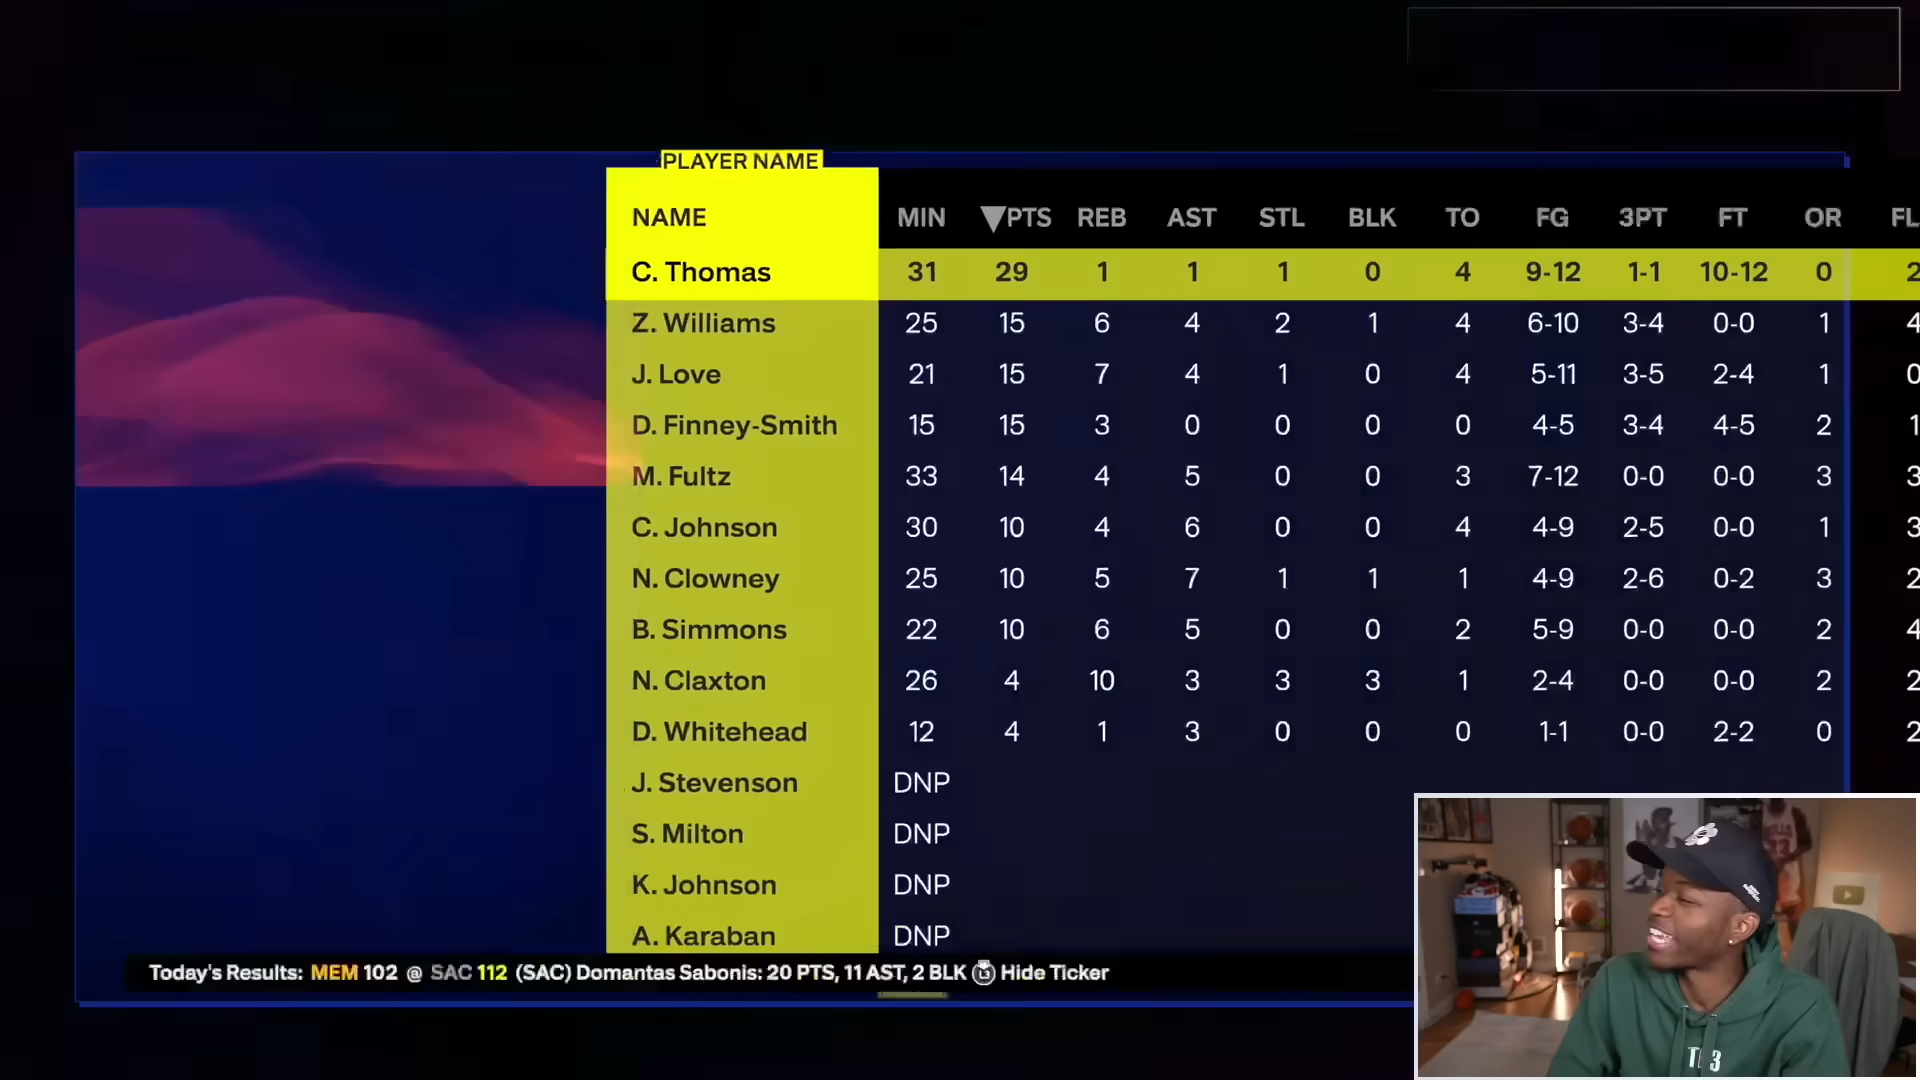 PLAYER NAME
NAME MIN PTS REB AST STL BLK TO FG 3PT FT OR FL
C. Thomas 31 29 1 1 1 0 4 9-12 1-1 10-12 0 2
Z. Williams 25 15 6 4 2 1 4 6-10 3-4 0-0 1 4
J. Love 21 15 7 4 1 0 4 5-11 3-5 2-4 1 0
D. Finney-Smith 15 15 3 0 0 0 0 4-5 3-4 4-5 2 1
M. Fultz 33 14 4 5 0 0 3 7-12 0-0 0-0 3 3
C. Johnson 30 10 4 6 0 0 4 4-9 2-5 0-0 1 3
N. Clowney 25 10 5 7 1 1 1 4-9 2-6 0-2 3 2
B. Simmons 22 10 6 5 0 0 2 5-9 0-0 0-0 2 4
N. Claxton 26 4 10 3 3 3 1 2-4 0-0 0-0 2 2
D. Whitehead 12 4 1 3 0 0 0 1-1 0-0 2-2 0 2
J. Stevenson DNP
S. Milton DNP
K. Johnson DNP
A. Karaban DNP
Today's Results: MEM 102 @ SAC 112 (SAC) Domantas Sabonis: 20 PTS, 11 AST, 2 BLK Hide Ticker